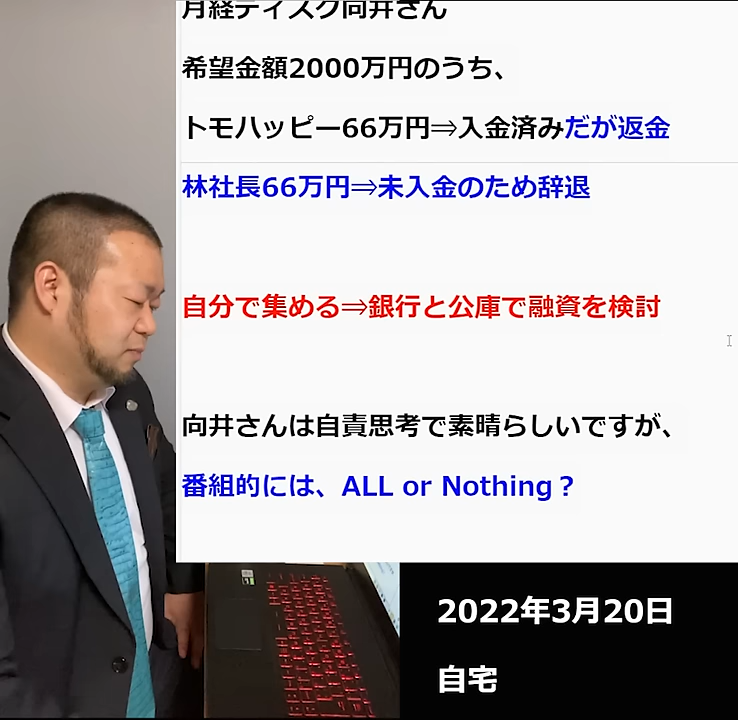 月経ディスク向井さん
希望金額2000万円のうち、
トモハッピー66万円⇒入金済みだが返金
林社長66万円⇒未入金のため辞退
自分で集める⇒銀行と公庫で融資を検討
向井さんは自責思考で素晴らしいですが、
番組的には、ALL or Nothing？
2022年3月20日
自宅